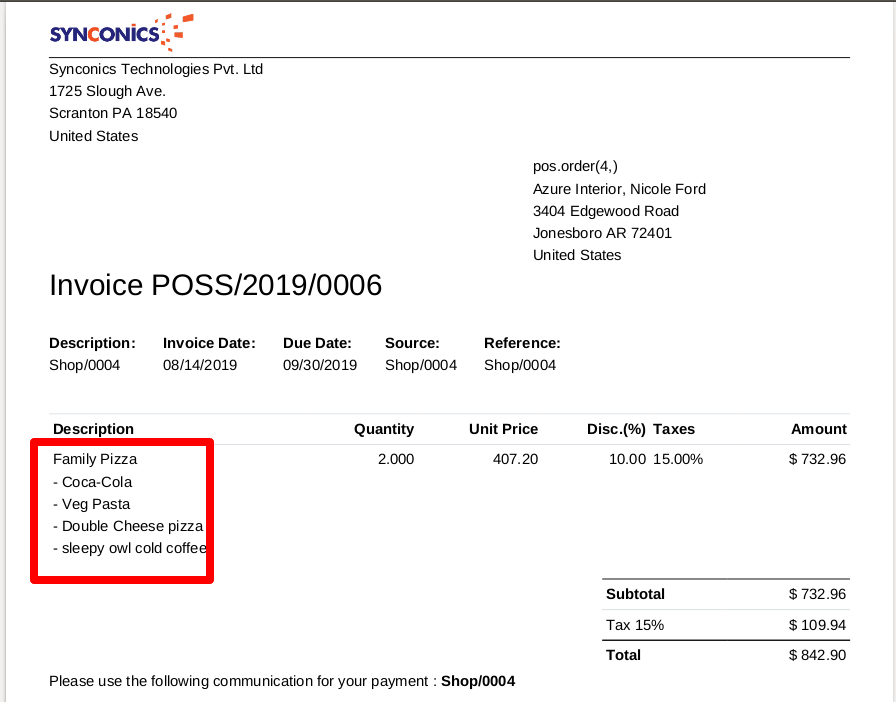 SYNCONICS
Synconics Technologies Pvt. Ltd
1725 Slough Ave.
Scranton PA 18540
United States
pos.order(4,)
Azure Interior, Nicole Ford
3404 Edgewood Road
Jonesboro AR 72401
United States
Invoice POSS/2019/0006
Description: Invoice Date: Due Date: Source: Reference:
Shop/0004 08/14/2019 09/30/2019 Shop/0004 Shop/0004
Description Quantity Unit Price Disc.(%) Taxes Amount
Family Pizza 2.000 407.20 10.00 15.00% $ 732.96
- Coca-Cola
- Veg Pasta
- Double Cheese pizza
- sleepy owl cold coffee
Subtotal $ 732.96
Tax 15% $ 109.94
Total $ 842.90
Please use the following communication for your payment : Shop/0004